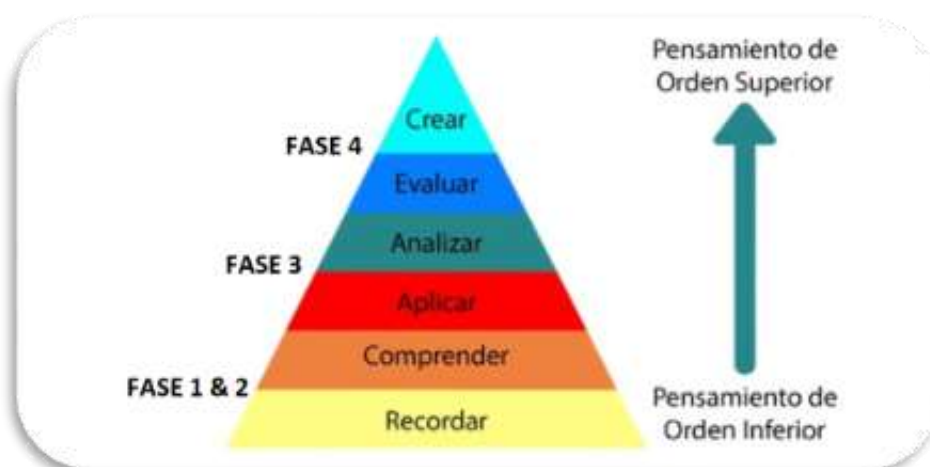 Pensamiento de
Orden Superior
Crear
FASE 4
Evaluar
Analizar
FASE 3
Aplicar
Comprender
FASE 1 & 2
Pensamiento de
Orden Inferior
Recordar